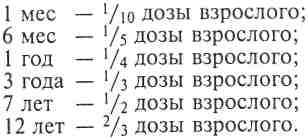 1 мес — 1/10 дозы взрослого;
6 мес — 1/5 дозы взрослого;
1 год — 1/4 дозы взрослого;
3 года — 1/3 дозы взрослого;
7 лет — 1/2 дозы взрослого;
12 лет — 2/3 дозы взрослого.